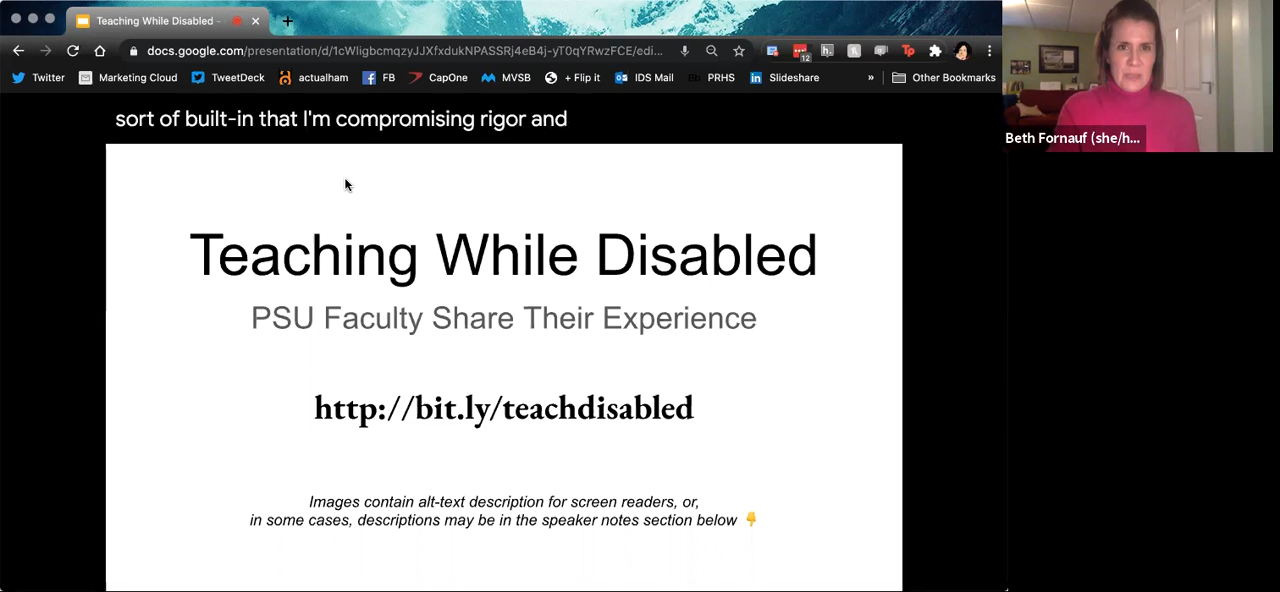 Teaching While Disabled -
docs.google.com/presentation/d/1cWligbcmqzyJJXfxdukNPASSRj4eB4j-yT0qYRwzFCE/edi...
12
Twitter
Marketing Cloud
TweetDeck
actualham
FB
CapOne
MVSB
+ Flip it
IDS Mail
PRHS
Slideshare
»
Other Bookmarks
sort of built-in that I'm compromising rigor and
Teaching While Disabled
PSU Faculty Share Their Experience
http://bit.ly/teachdisabled
Images contain alt-text description for screen readers, or,
in some cases, descriptions may be in the speaker notes section below 👇
Beth Fornauf (she/h...